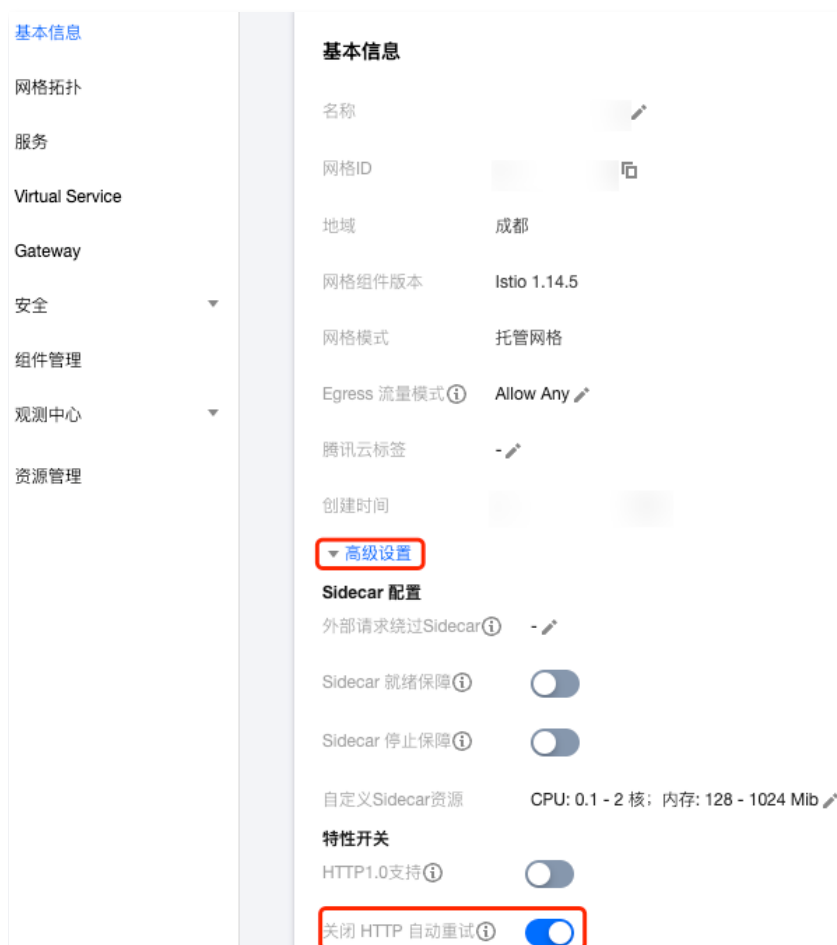 基本信息
网格拓扑
服务
Virtual Service
Gateway
安全
组件管理
观测中心
资源管理
基本信息
名称
网格ID
地域 成都
网格组件版本 Istio 1.14.5
网格模式 托管网格
Egress 流量模式 Allow Any
腾讯云标签 -
创建时间
高级设置
Sidecar 配置
外部请求绕过Sidecar -
Sidecar 就绪保障
Sidecar 停止保障
自定义Sidecar资源 CPU: 0.1 - 2 核；内存: 128 - 1024 Mib
特性开关
HTTP1.0支持
关闭 HTTP 自动重试